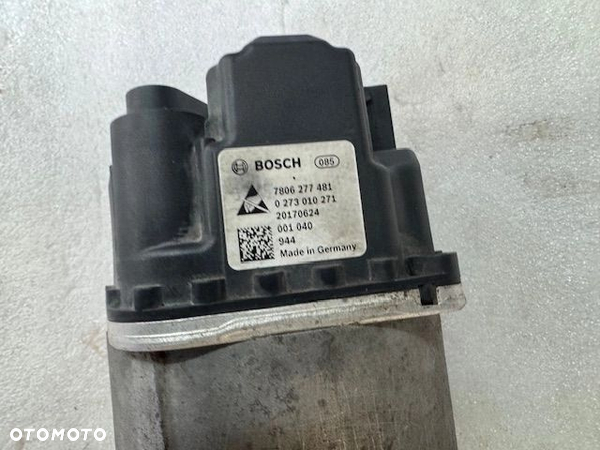 BOSCH 085
7806 277 481
0 273 010 271
20170624
001 040
944
Made in Germany
OTOMOTO